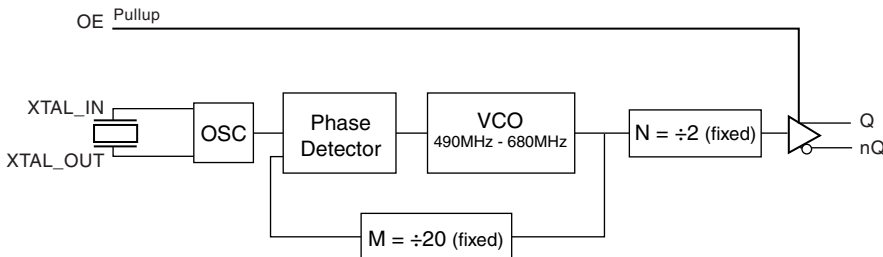 OE Pullup
XTAL_IN
XTAL_OUT
OSC
Phase
Detector
VCO
490MHz - 680MHz
N = ÷2 (fixed)
Q
nQ
M = ÷20 (fixed)